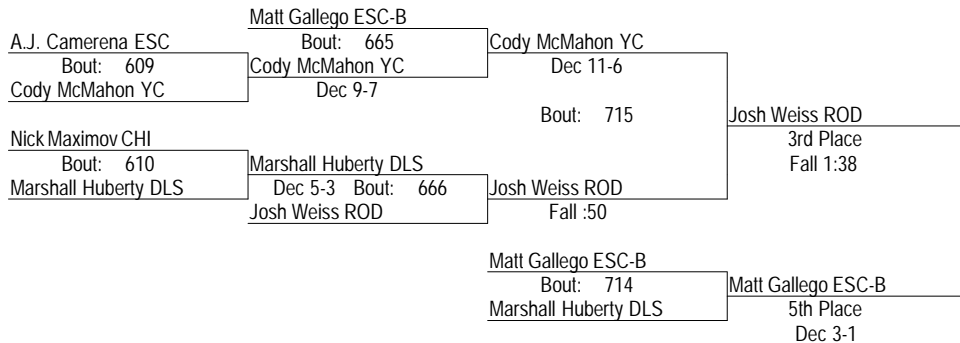 Matt Gallego ESC-B
A.J. Camerena ESC
Bout: 665
Cody McMahon YC
Bout: 609
Cody McMahon YC
Dec 11-6
Cody McMahon YC
Dec 9-7
Bout: 715
Josh Weiss ROD
Nick Maximov CHI
3rd Place
Bout: 610
Marshall Huberty DLS
Fall 1:38
Marshall Huberty DLS
Dec 5-3 Bout: 666
Josh Weiss ROD
Josh Weiss ROD
Fall :50
Matt Gallego ESC-B
Bout: 714
Matt Gallego ESC-B
Marshall Huberty DLS
5th Place
Dec 3-1